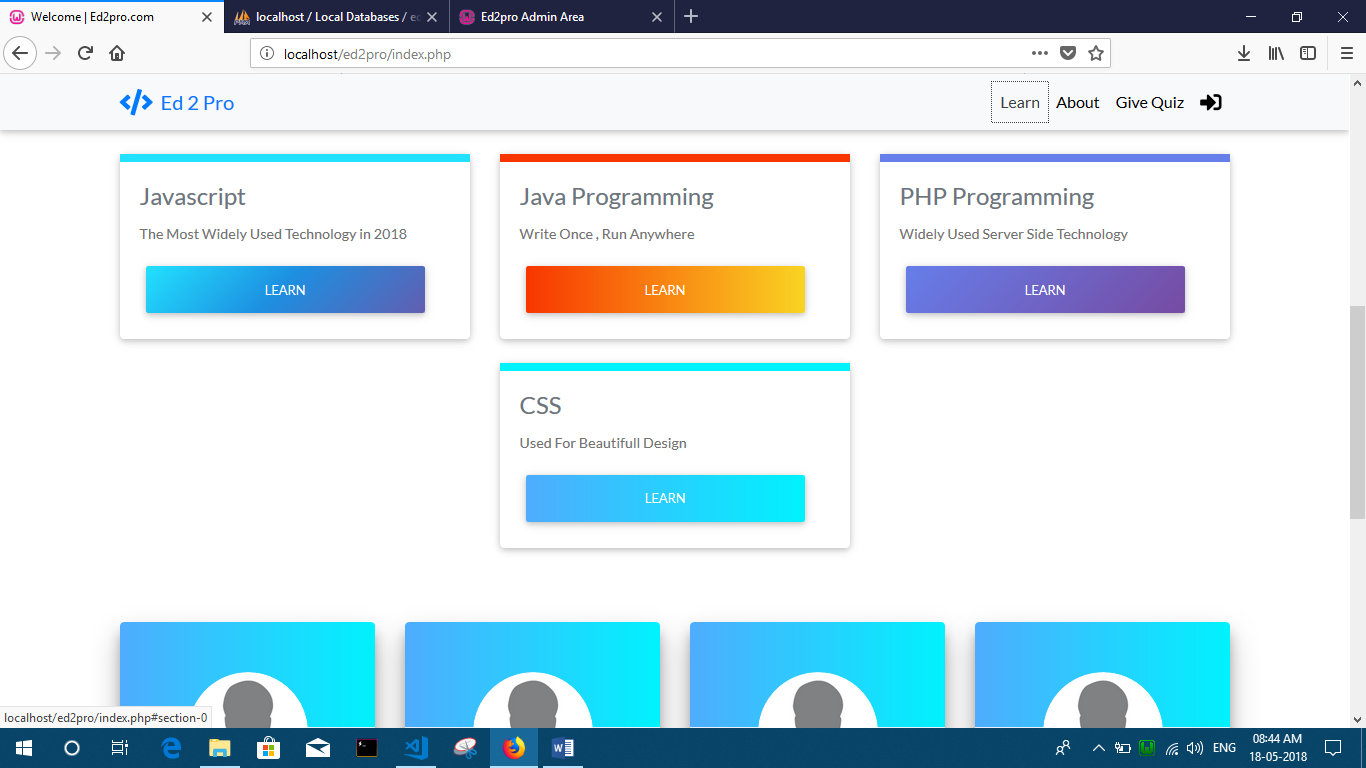 Welcome | Ed2pro.com
localhost / Local Databases / ed
Ed2pro Admin Area
localhost/ed2pro/index.php
Ed 2 Pro
Learn
About
Give Quiz
Javascript
The Most Widely Used Technology in 2018
LEARN
Java Programming
Write Once , Run Anywhere
LEARN
PHP Programming
Widely Used Server Side Technology
LEARN
CSS
Used For Beautifull Design
LEARN
localhost/ed2pro/index.php#section-0
ENG
08:44 AM
18-05-2018